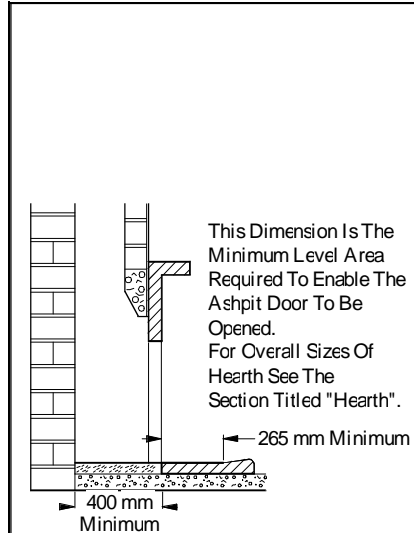 This Dimension Is The
Minimum Level Area
Required To Enable The
Ashpit Door To Be
Opened.
For Overall Sizes Of
Hearth See The
Section Titled "Hearth".
265 mm Minimum
400 mm
Minimum